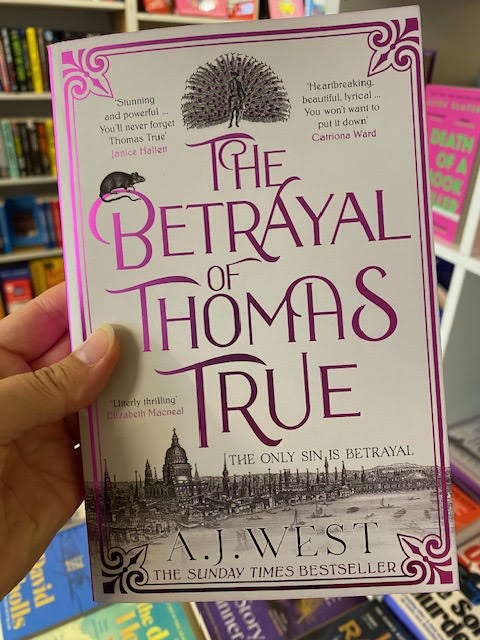 'Stunning
and powerful ...
You'll never forget
Thomas True'
Janice Hallett
'Heartbreaking,
beautiful, lyrical ...
You won't want to
put it down'
Catriona Ward
THE
BETRAYAL
OF
THOMAS
TRUE
'Utterly thrilling'
Elizabeth Macneal
THE ONLY SIN IS BETRAYAL
A.J. WEST
THE SUNDAY TIMES BESTSELLER
DEATH
OF A